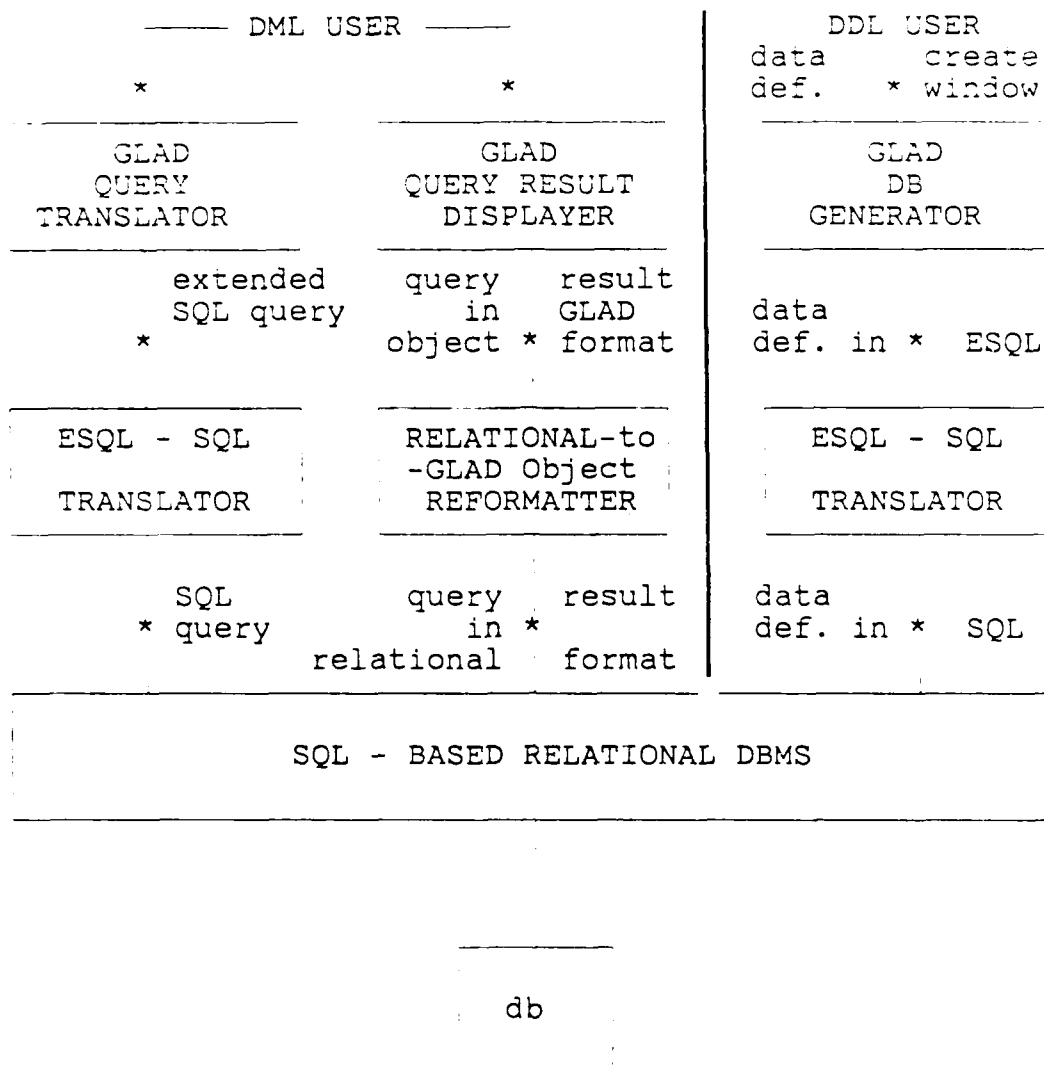 DML USER DDL USER
data create
* * def. * window
GLAD GLAD GLAD
QUERY QUERY RESULT DB
TRANSLATOR DISPLAYER GENERATOR
extended query result
SQL query in GLAD data
* object * format def. in * ESQL
ESQL - SQL RELATIONAL-to ESQL - SQL
-GLAD Object
TRANSLATOR REFORMATTER TRANSLATOR
SQL query result data
* query in * def. in * SQL
relational format
SQL - BASED RELATIONAL DBMS
db